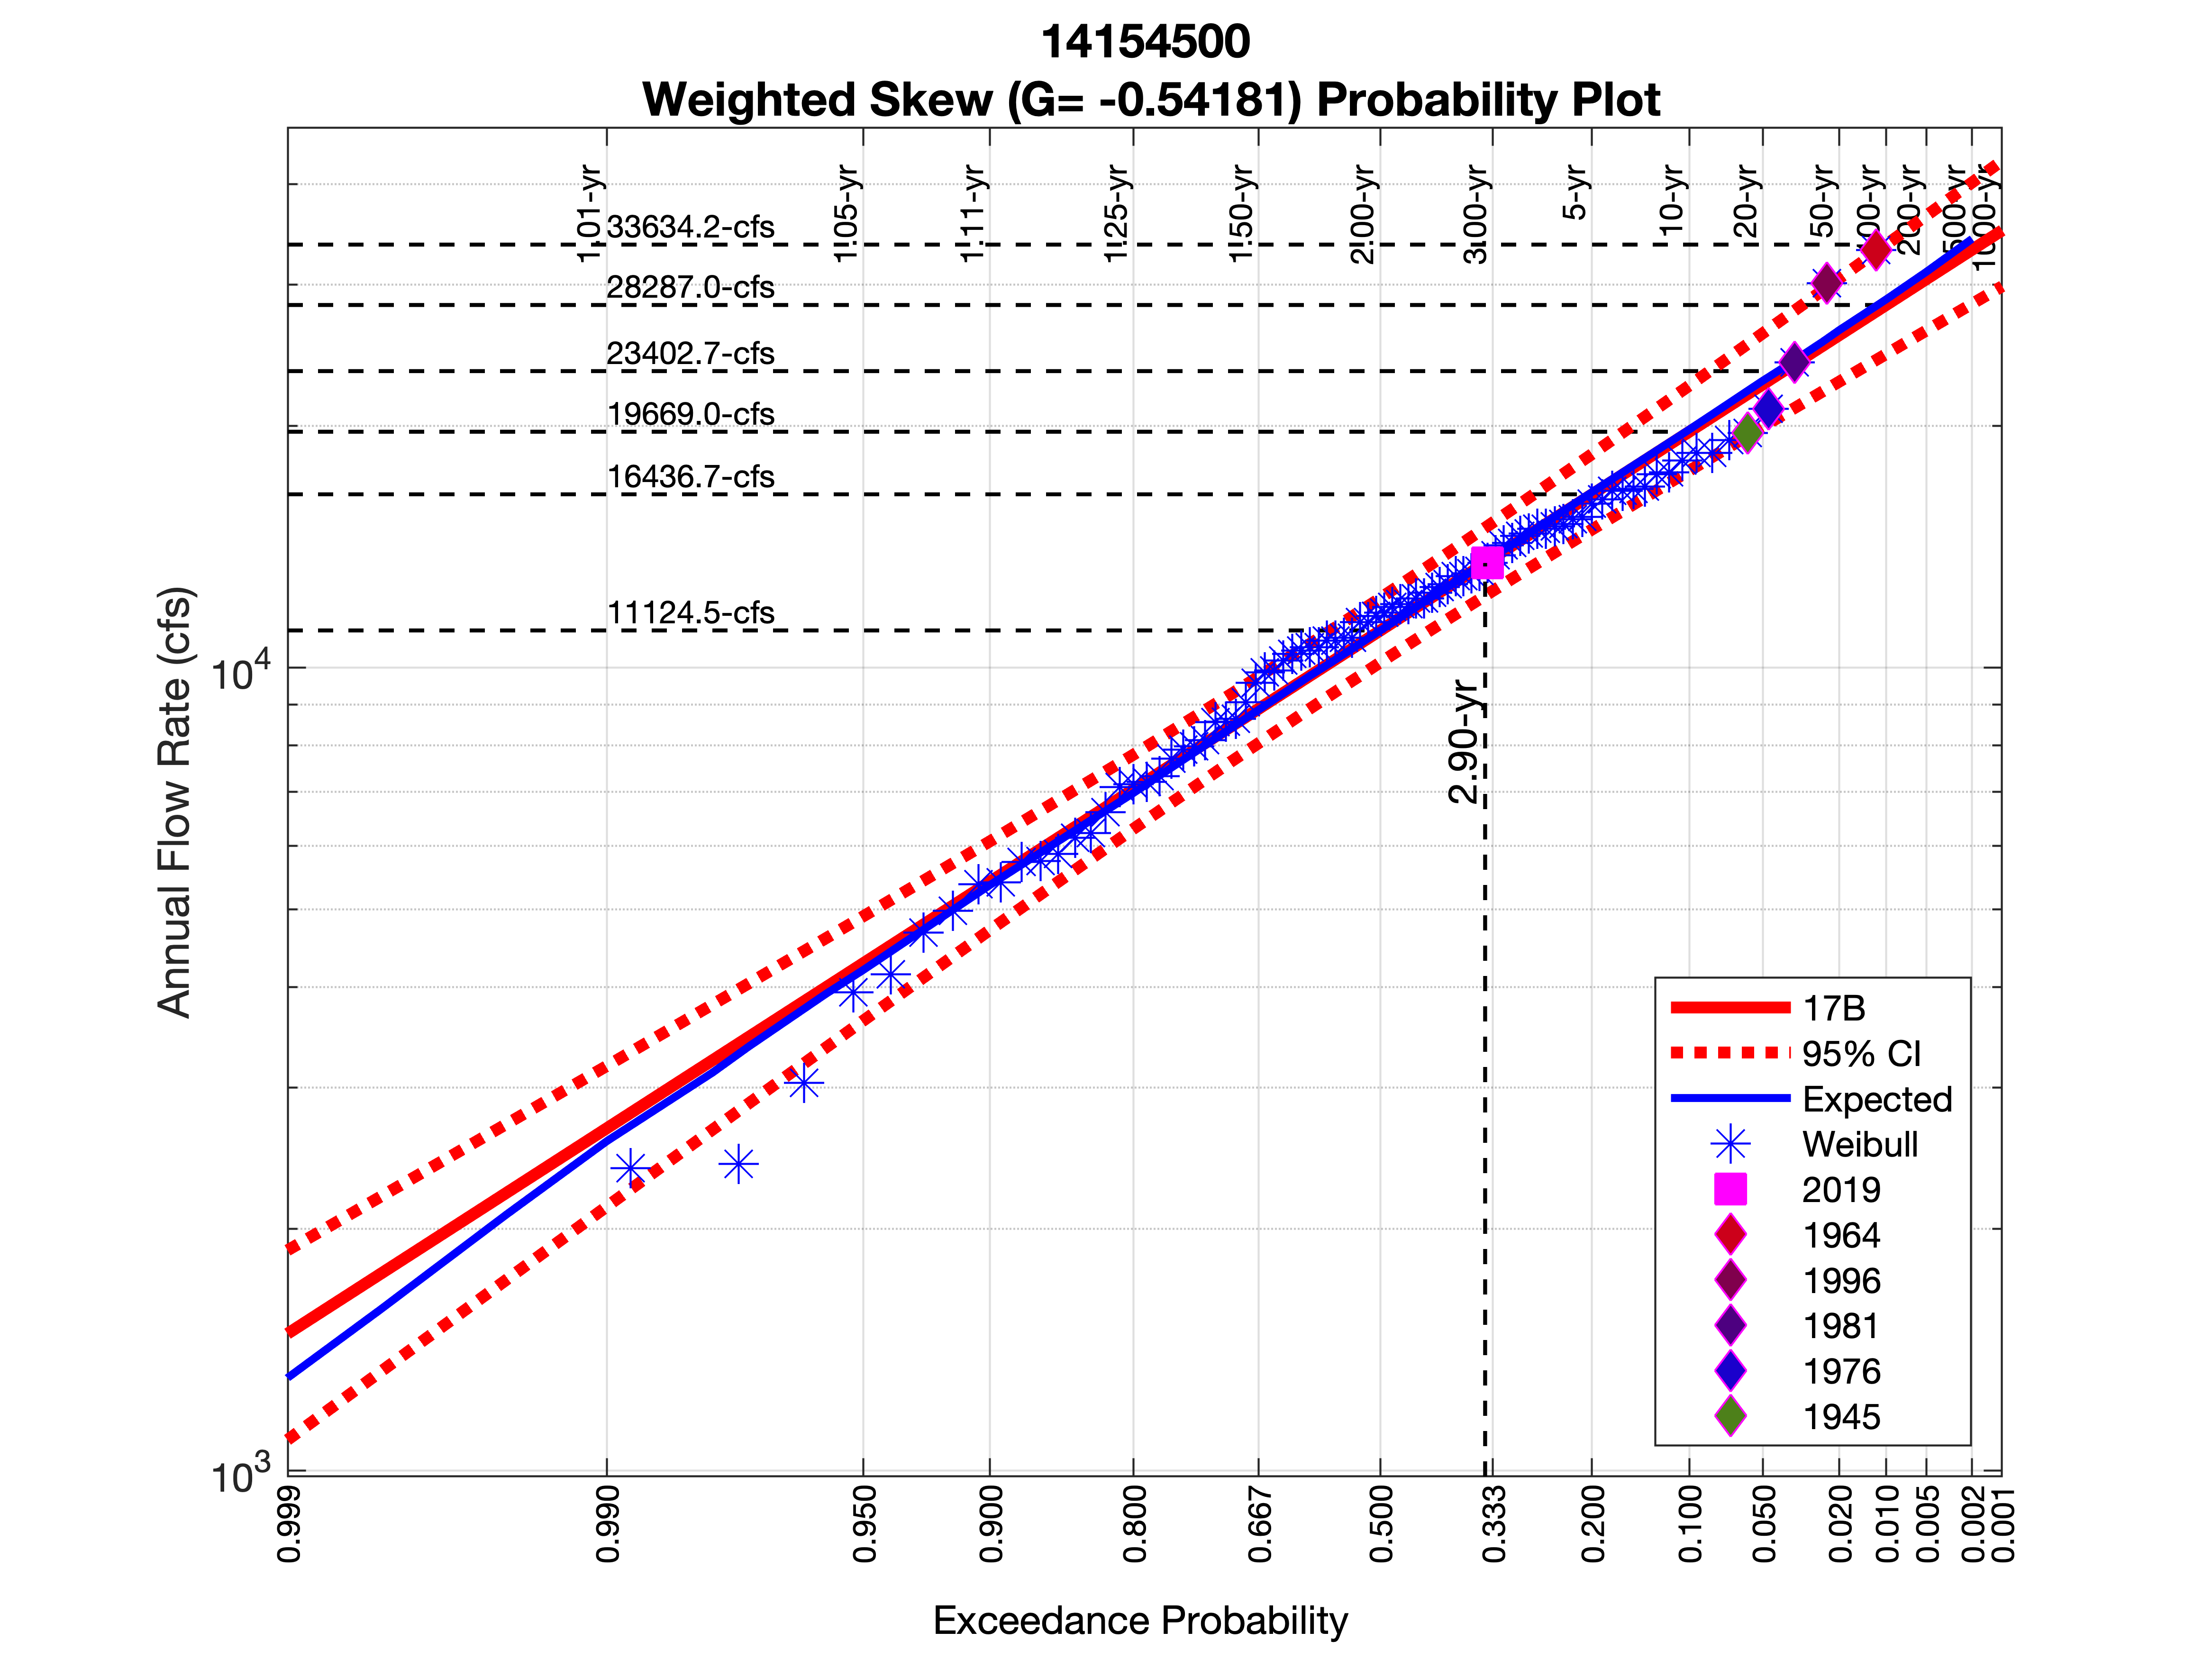 14154500
Weighted Skew (G= -0.54181) Probability Plot
1.01-yr
1.05-yr
1.11-yr
1.25-yr
1.50-yr
2.00-yr
3.00-yr
5-yr
10-yr
20-yr
50-yr
100-yr
200-yr
500-yr
1000-yr
33634.2-cfs
28287.0-cfs
23402.7-cfs
19669.0-cfs
16436.7-cfs
11124.5-cfs
2.90-yr
Annual Flow Rate (cfs)
10⁴
10³
17B
95% CI
Expected
Weibull
2019
1964
1996
1981
1976
1945
0.999
0.990
0.950
0.900
0.800
0.667
0.500
0.333
0.200
0.100
0.050
0.020
0.010
0.005
0.002
0.001
Exceedance Probability